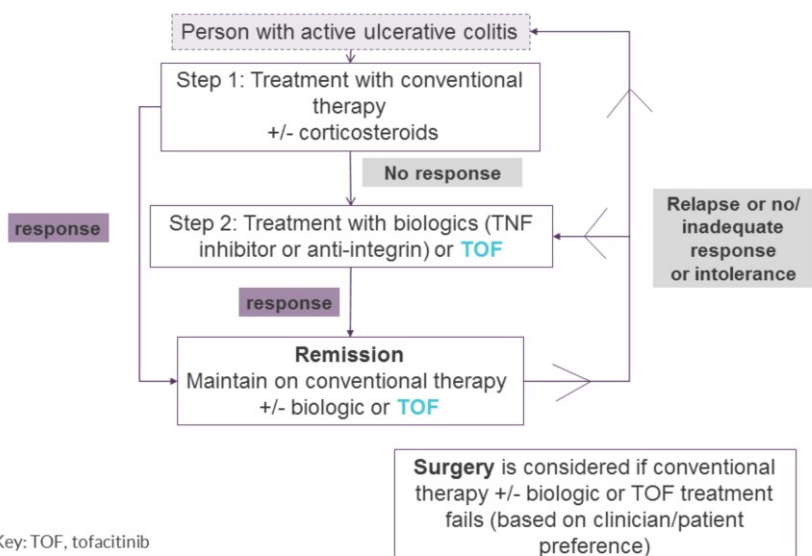 Person with active ulcerative colitis
Step 1: Treatment with conventional
therapy
+/- corticosteroids
No response
response
Step 2: Treatment with biologics (TNF
inhibitor or anti-integrin) or TOF
Relapse or no/
inadequate
response
or intolerance
response
Remission
Maintain on conventional therapy
+/- biologic or TOF
Surgery is considered if conventional
therapy +/- biologic or TOF treatment
fails (based on clinician/patient
preference)
Key: TOF, tofacitinib